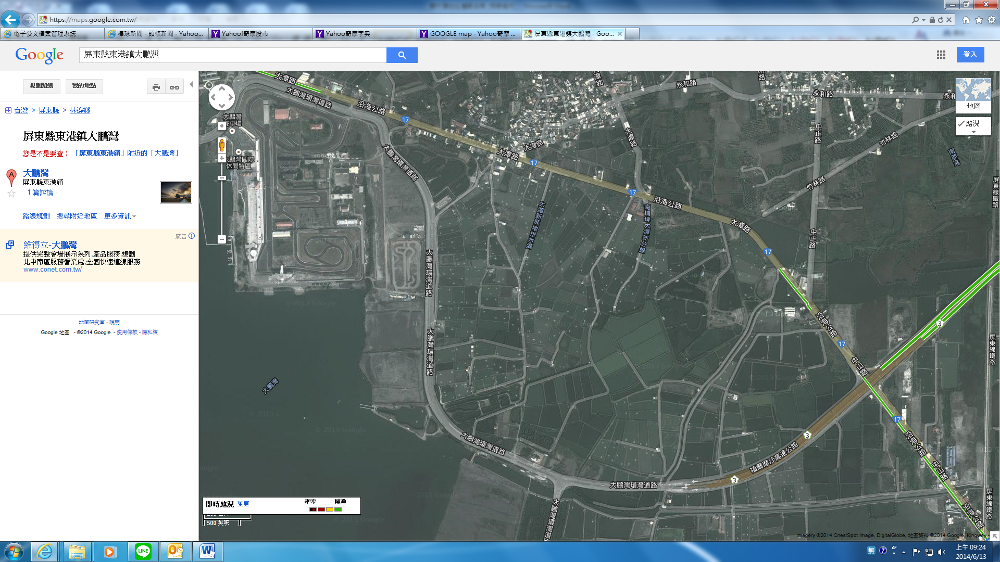 https://maps.google.com.tw/
電子公文檔案管理系統
棒球新聞 - 頭條新聞 - Yahoo...
Yahoo!奇摩股市
Yahoo奇摩字典
GOOGLE map - Yahoo奇摩 ...
屏東縣東港鎮大鵬灣 - Goo...
Google
屏東縣東港鎮大鵬灣
登入
規劃路線
我的地點
台灣 > 屏東縣 > 林邊鄉
屏東縣東港鎮大鵬灣
您是不是要查：「屏東縣東港鎮」附近的「大鵬灣」
A
大鵬灣
屏東縣東港鎮
1 篇評論
路線規劃 搜尋附近地區 更多資訊
廣告
維得立-大鵬灣
提供完整會場展示系列,產品服務,規劃
北中南區服務營業處,全國快速連線服務
www.conet.com.tw/
地圖研究室 - 說明
Google 地圖 - ©2014 Google - 使用條款 - 隱私權
大潭路
大鵬灣環灣道路
沿海公路
17
永和路
永和路
永和
地圖
路況
大鵬灣
賽車場
大鵬灣國際
休閒特區
大鵬灣環灣道路
大潭路
大潭路
17
大潭路
潭路
中正路
竹林路
南部港
竹林路
屏東線鐵路
17
沿海公路
大潭路
大潭新高地排水溝
南埔埤大潭新分線
中正路
17
大鵬灣環灣道路
© 2013 Google
沿海公路
3
17
大鵬灣環灣道路
屏東線鐵路
中山路
大鵬灣
17
© 2013 Google
大鵬灣環灣道路
3
沿海公路
福爾摩沙高速公路
中山路
3
大鵬灣環灣道路
屏東線鐵路
大鵬灣環灣道路
沿海公路
即時路況 變更
壅塞 暢通
500 英呎
Imagery ©2014 Cnes/Spot Image, DigitalGlobe, 地圖資料 ©2014 Google, Kingway -
LINE
無
上午 09:24
2014/6/13